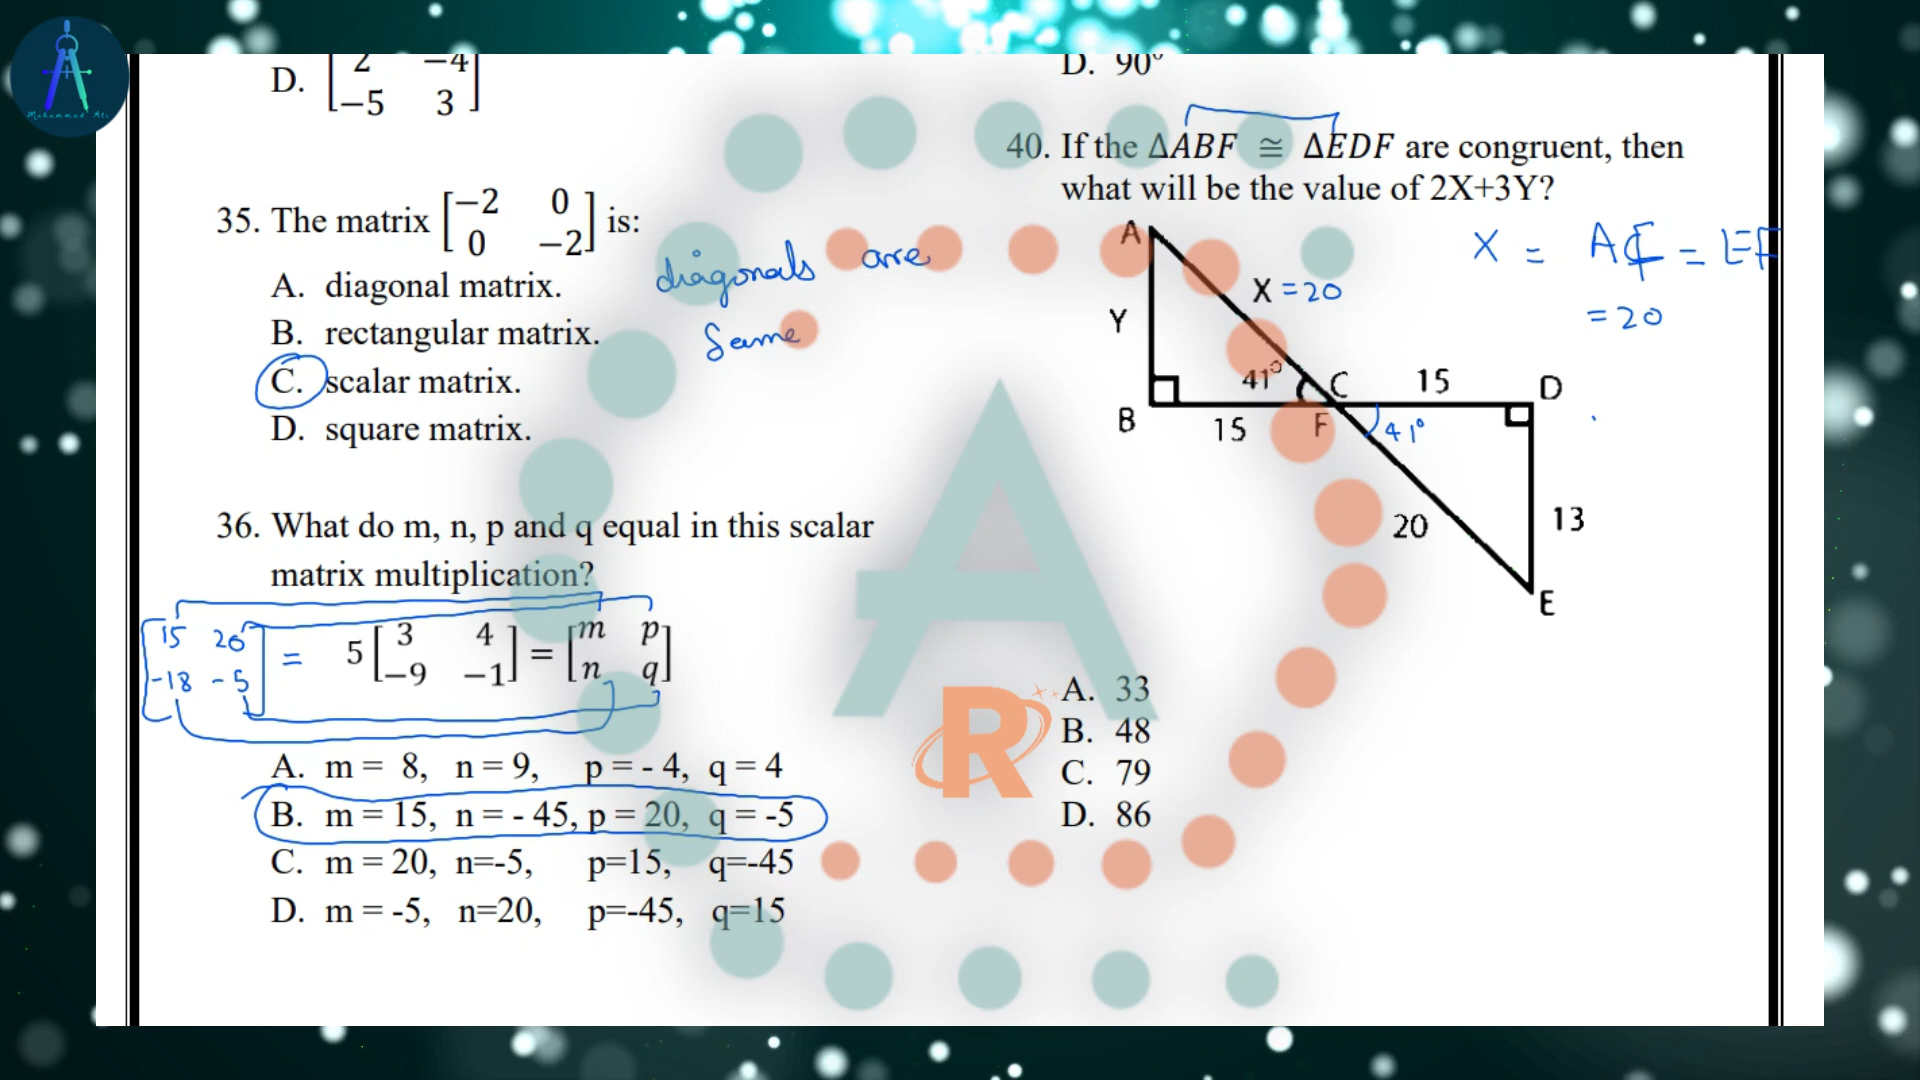 Muhammad Ali
D. [2 −4
−5 3]
35. The matrix [−2 0
0 −2] is:
A. diagonal matrix.
B. rectangular matrix.
C. scalar matrix.
D. square matrix.
diagonals are
Same
36. What do m, n, p and q equal in this scalar
matrix multiplication?
[15 20
-18 -5] = 5 [3 4
−9 −1] = [m p
n q]
A. m = 8, n = 9, p = - 4, q = 4
B. m = 15, n = - 45, p = 20, q = -5
C. m = 20, n=-5, p=15, q=-45
D. m = -5, n=20, p=-45, q=15
D. 90°
40. If the ΔABF ≅ ΔEDF are congruent, then
what will be the value of 2X+3Y?
A
X = 20
X = AF = EF
= 20
Y
41°
C
15
D
B
15
F
41°
20
13
E
A. 33
B. 48
C. 79
D. 86
A
R